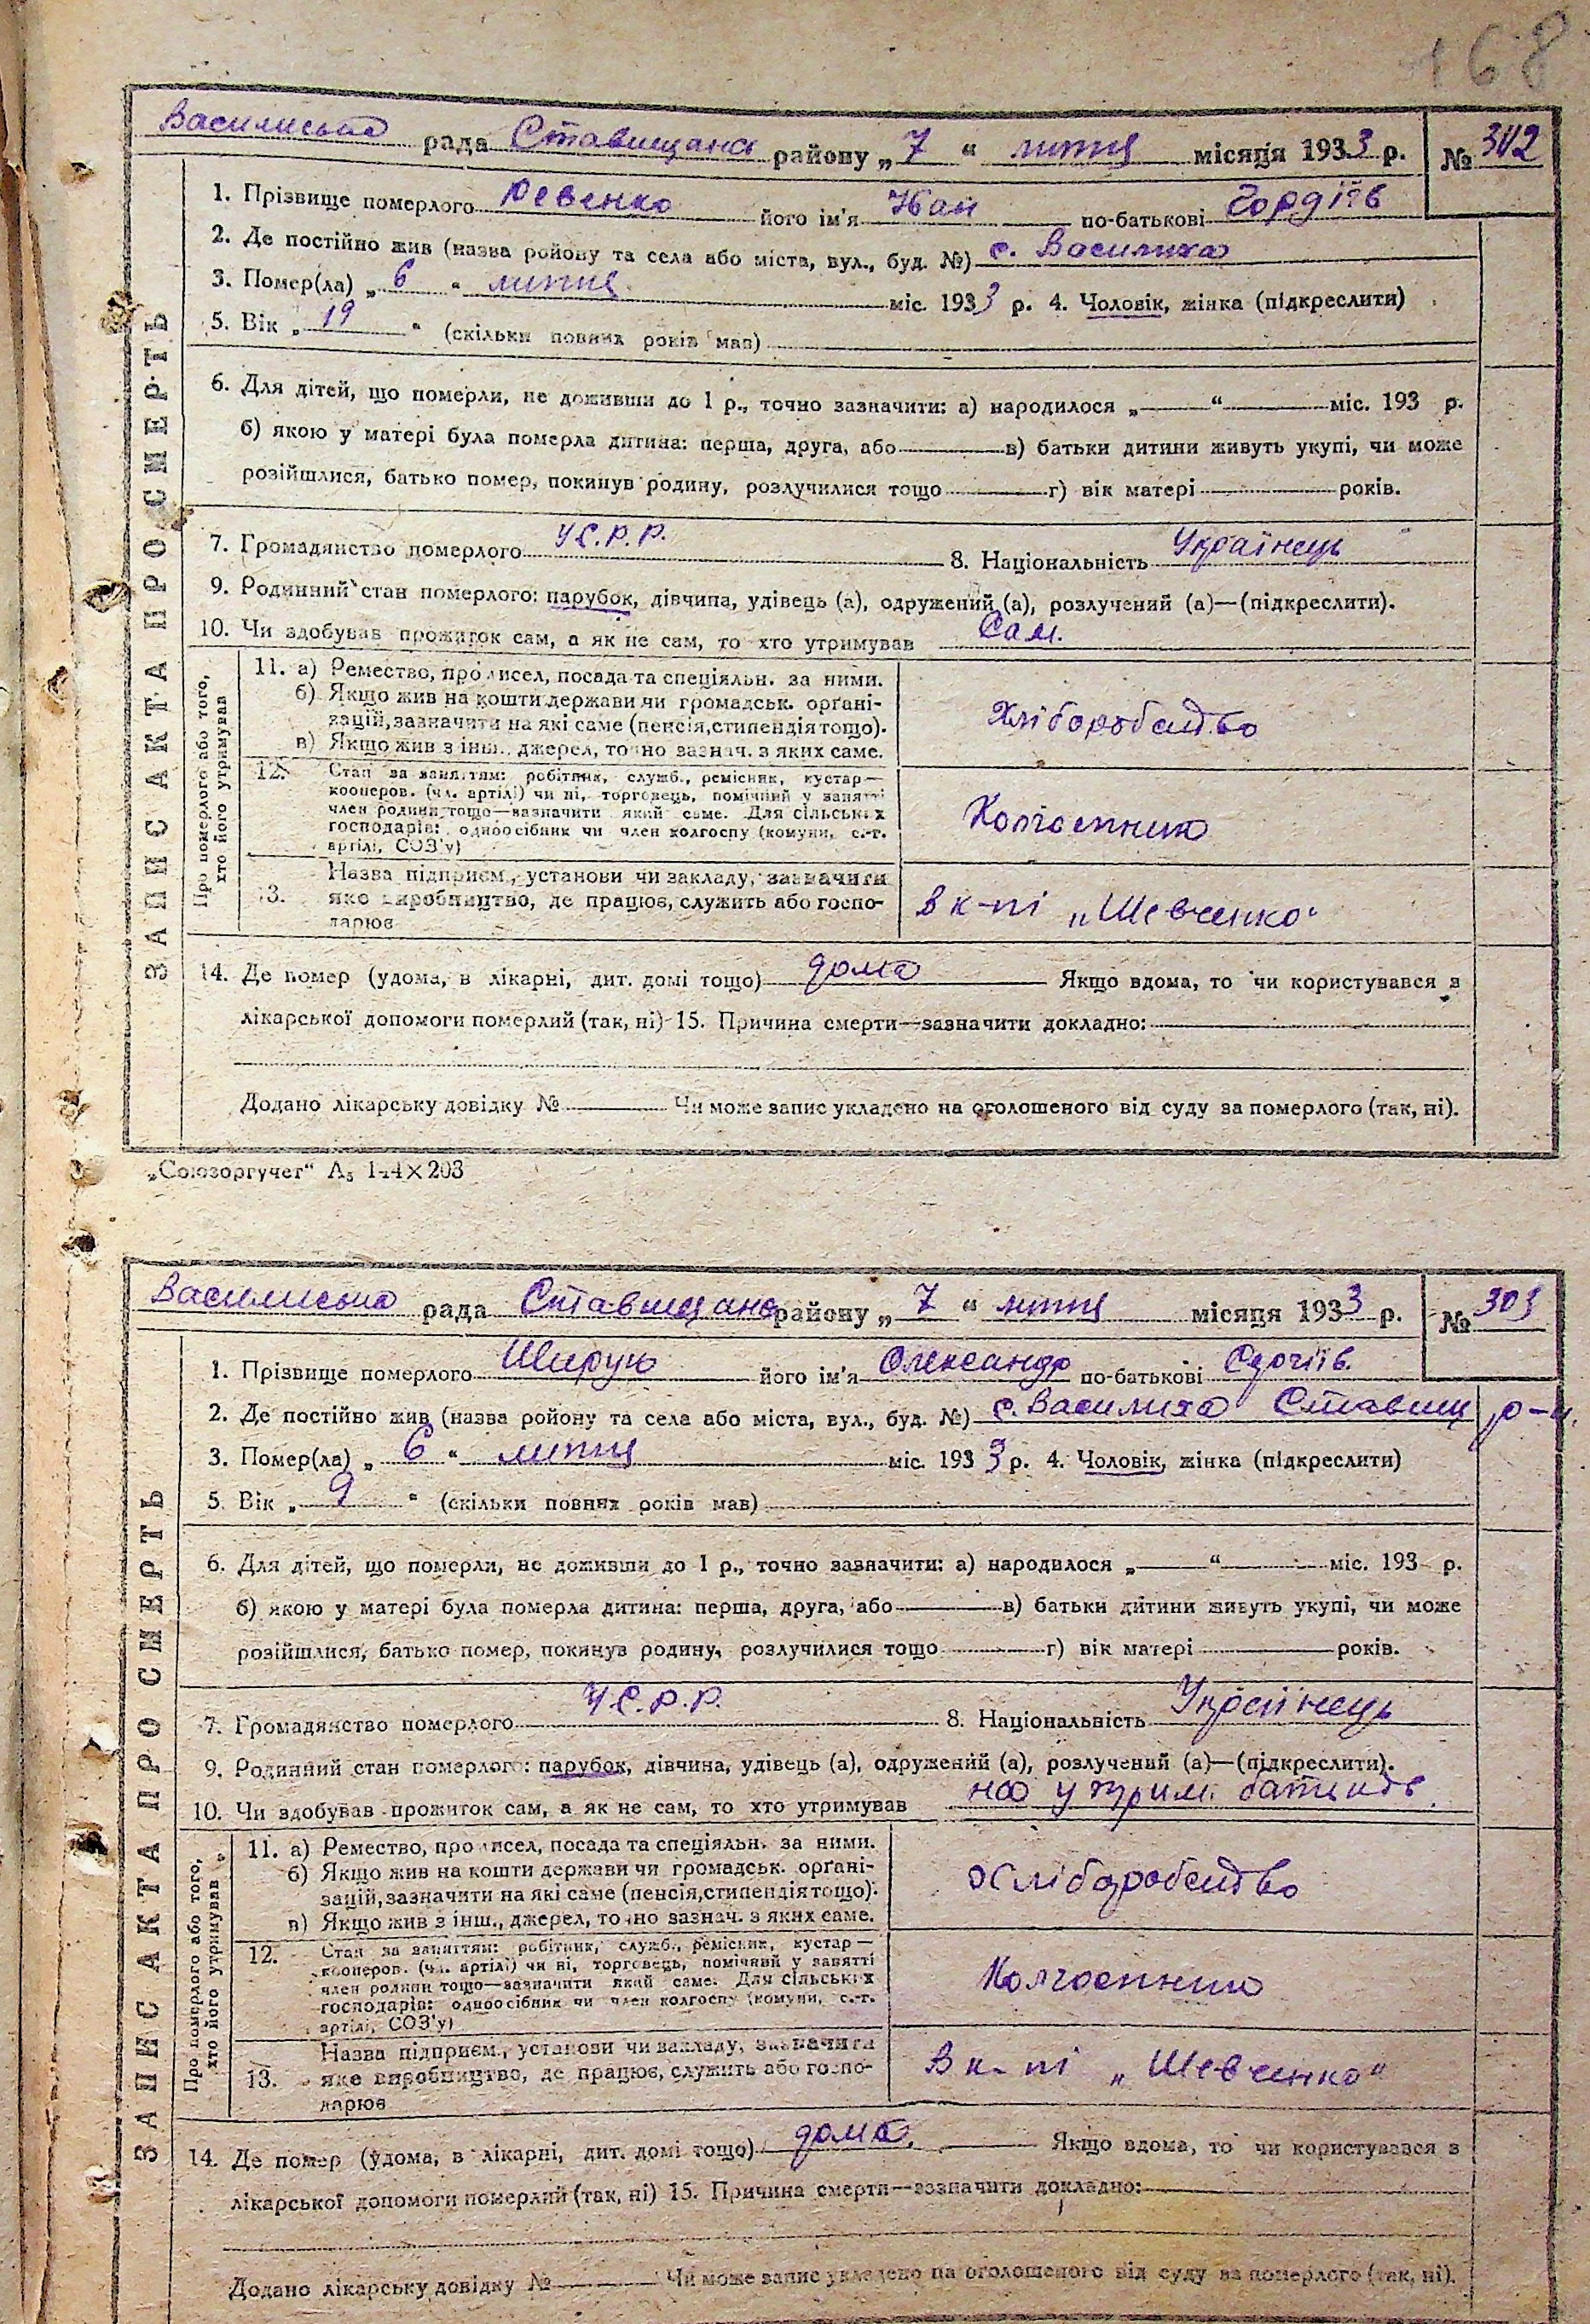 168
Василиська рада Ставищана району „7“ липня місяця 1933 р. № 302
1. Прізвище померлого Ревенко його ім'я по-батькові Гордіїв
2. Де постійно жив (назва ройону та села або міста, вул., буд. №) с. Василиха
3. Помер(ла) „6“ липня міс. 1933 р. 4. Чоловік, жінка (підкреслити)
5. Вік „19“ (скільки повних років мав)
6. Для дітей, що померли, не доживши до 1 р., точно зазначити: а) народилося „ “ міс. 193 р.
б) якою у матері була померла дитина: перша, друга, або в) батьки дитини живуть укупі, чи може
розійшлися, батько помер, покинув родину, розлучилися тощо г) вік матері років.
7. Громадянство померлого У.С.Р.Р. 8. Національність Українець
9. Родинний стан померлого: парубок, дівчина, удівець (а), одружений (а), розлучений (а)—(підкреслити).
10. Чи здобував прожиток сам, а як не сам, то хто утримував Сам.
Про померлого або того, хто його утримував
11. а) Ремество, промисел, посада та спеціяльн. за ними.
б) Якщо жив на кошти держави чи громадськ. орґані-
зацій, зазначити на які саме (пенсія, стипендія тощо).
в) Якщо жив з інш., джерел, точно зазнач. з яких саме.
Хліборобство
12. Стан за заняттям: робітник, служб., ремісник, кустар—
кооперов. (чл. артілі) чи ні, торговець, помічний у занятті
член родини тощо—зазначити який саме. Для сільських
господарів: одноосібник чи член колгоспу (комуни, с.-г.
артілі, СОЗ'у)
Колгоспник
13. Назва підприєм., установи чи закладу, зазначити
яке виробництво, де працює, служить або госпо-
дарює
В к-пі „Шевченко“
14. Де помер (удома, в лікарні, дит. домі тощо) дома Якщо вдома, то чи користувався з
лікарської допомоги померлий (так, ні) 15. Причина смерти—зазначити докладно:
Додано лікарську довідку № Чи може запис укладено на оголошеного від суду за померлого (так, ні).
ЗАПИС АКТА ПРО СМЕРТЬ
„Союзоргучет“ А₅ 144×203
Василиська рада Ставищана району „7“ липня місяця 1933 р. № 303
1. Прізвище померлого його ім'я Олександр по-батькові
2. Де постійно жив (назва ройону та села або міста, вул., буд. №) с. Василиха Ставищ р-н.
3. Помер(ла) „6“ липня міс. 1933 р. 4. Чоловік, жінка (підкреслити)
5. Вік „9“ (скільки повних років мав)
6. Для дітей, що померли, не доживши до 1 р., точно зазначити: а) народилося „ “ міс. 193 р.
б) якою у матері була померла дитина: перша, друга, або в) батьки дитини живуть укупі, чи може
розійшлися, батько помер, покинув родину, розлучилися тощо г) вік матері років.
7. Громадянство померлого У.С.Р.Р. 8. Національність Українець
9. Родинний стан померлого: парубок, дівчина, удівець (а), одружений (а), розлучений (а)—(підкреслити).
10. Чи здобував прожиток сам, а як не сам, то хто утримував на утрим. батьків.
Про померлого або того, хто його утримував
11. а) Ремество, промисел, посада та спеціяльн. за ними.
б) Якщо жив на кошти держави чи громадськ. орґані-
зацій, зазначити на які саме (пенсія, стипендія тощо).
в) Якщо жив з інш., джерел, точно зазнач. з яких саме.
Хліборобство
12. Стан за заняттям: робітник, служб., ремісник, кустар—
кооперов. (чл. артілі) чи ні, торговець, помічний у занятті
член родини тощо—зазначити який саме. Для сільських
господарів: одноосібник чи член колгоспу (комуни, с.-г.
артілі, СОЗ'у)
Колгоспник
13. Назва підприєм., установи чи закладу, зазначити
яке виробництво, де працює, служить або госпо-
дарює
В к-пі „Шевченко“
14. Де помер (удома, в лікарні, дит. домі тощо) дома. Якщо вдома, то чи користувався з
лікарської допомоги померлий (так, ні) 15. Причина смерти—зазначити докладно:
Додано лікарську довідку № Чи може запис укладено на оголошеного від суду за померлого (так, ні).
ЗАПИС АКТА ПРО СМЕРТЬ